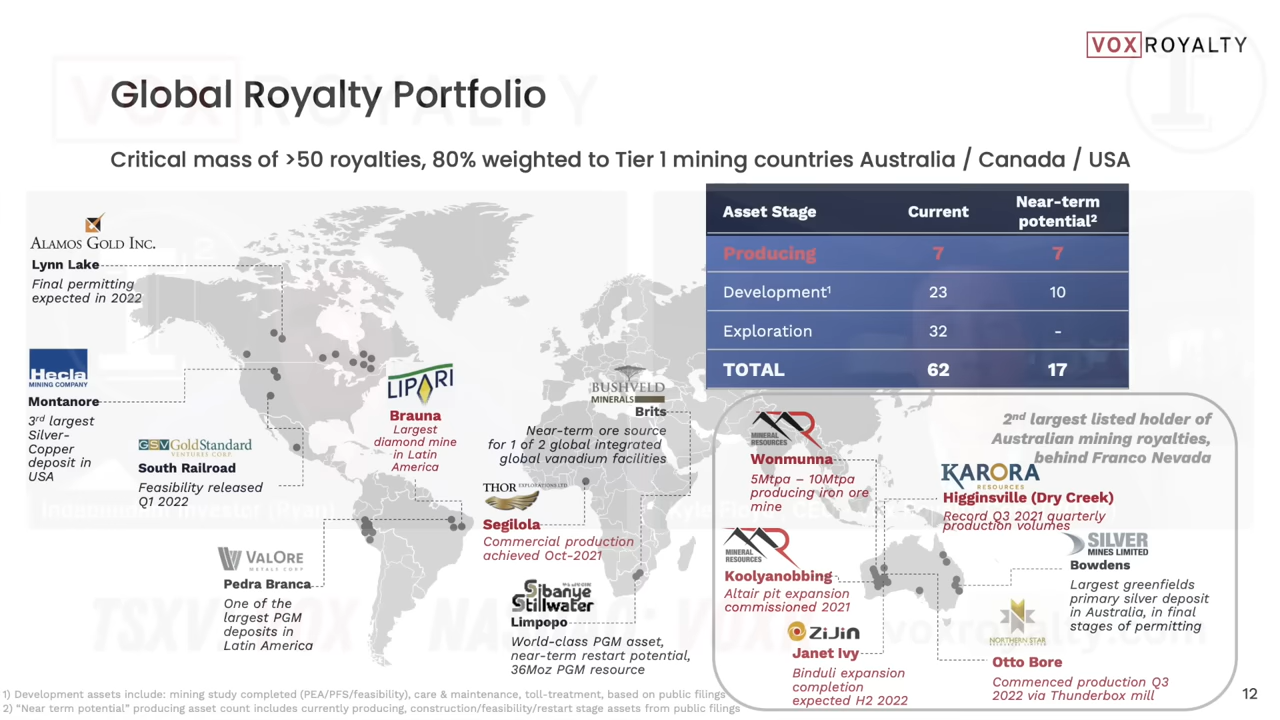 VOX ROYALTY
Global Royalty Portfolio
Critical mass of >50 royalties, 80% weighted to Tier 1 mining countries Australia / Canada / USA
Asset Stage Current Near-term potential²
Producing 7 7
Development¹ 23 10
Exploration 32 -
TOTAL 62 17
ALAMOS GOLD INC.
Lynn Lake
Final permitting
expected in 2022
Hecla
MINING COMPANY
Montanore
3rd largest
Silver-
Copper
deposit in
USA
GSV GoldStandard
VENTURES CORP
South Railroad
Feasibility released
Q1 2022
LIPARI
Brauna
Largest
diamond mine
in Latin
America
VALORE
METALS CORP
Pedra Branca
One of the
largest PGM
deposits in
Latin America
BUSHVELD
MINERALS
Brits
Near-term ore source
for 1 of 2 global integrated
global vanadium facilities
THOR EXPLORATIONS LTD
Segilola
Commercial production
achieved Oct-2021
Sibanye
Stillwater
Limpopo
World-class PGM asset,
near-term restart potential,
36Moz PGM resource
2nd largest listed holder of
Australian mining royalties,
behind Franco Nevada
MINERAL
RESOURCES
Wonmunna
5Mtpa – 10Mtpa
producing iron ore
mine
KARORA
RESOURCES
Higginsville (Dry Creek)
Record Q3 2021 quarterly
production volumes
MINERAL
RESOURCES
Koolyanobbing
Altair pit expansion
commissioned 2021
SILVER
MINES LIMITED
Bowdens
Largest greenfields
primary silver deposit
in Australia, in final
stages of permitting
ZIJIN
Janet Ivy
Binduli expansion
completion
expected H2 2022
NORTHERN STAR
Otto Bore
Commenced production Q3
2022 via Thunderbox mill
1) Development assets include: mining study completed (PEA/PFS/feasibility), care & maintenance, toll-treatment, based on public filings
2) "Near term potential" producing asset count includes currently producing, construction/feasibility/restart stage assets from public filings
12